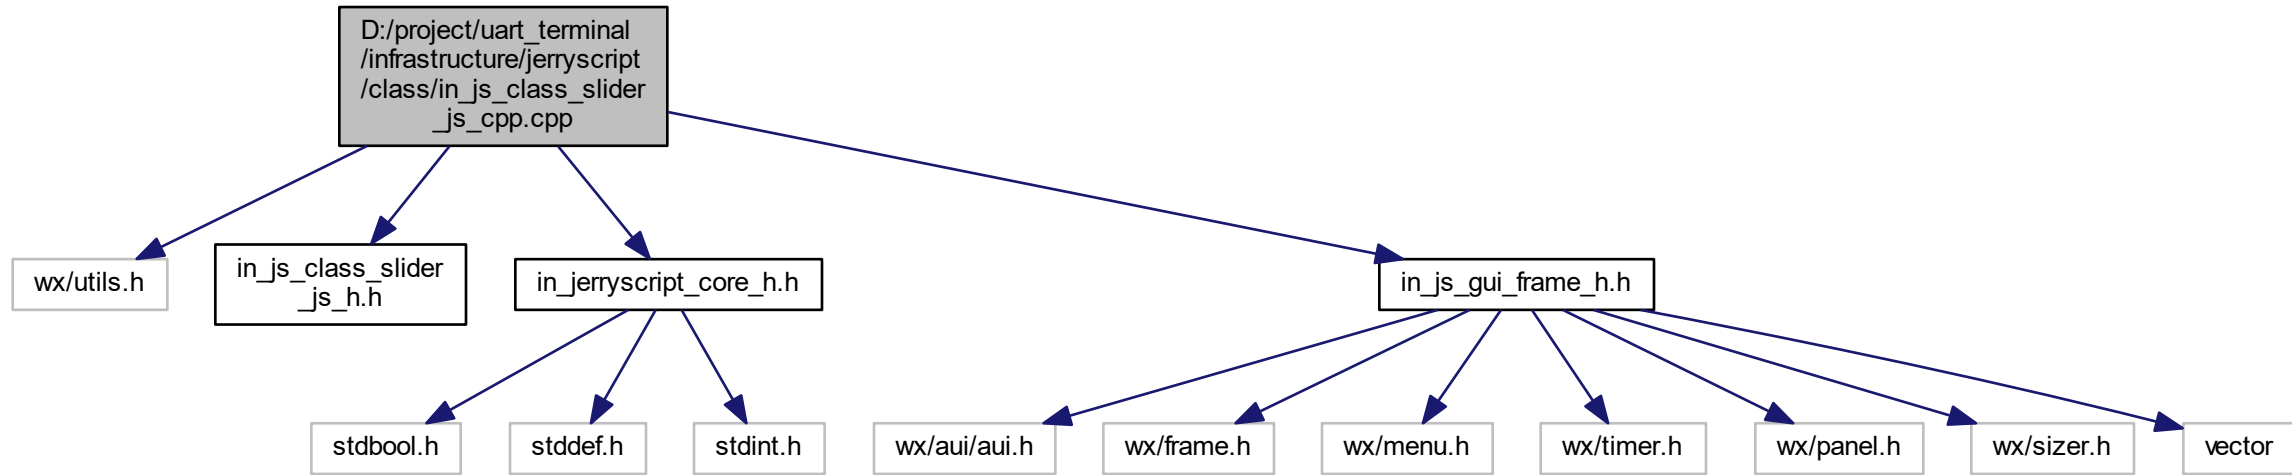 D:/project/uart_terminal
/infrastructure/jerryscript
/class/in_js_class_slider
_js_cpp.cpp
wx/utils.h
in_js_class_slider
_js_h.h
in_jerryscript_core_h.h
in_js_gui_frame_h.h
stdbool.h
stddef.h
stdint.h
wx/aui/aui.h
wx/frame.h
wx/menu.h
wx/timer.h
wx/panel.h
wx/sizer.h
vector